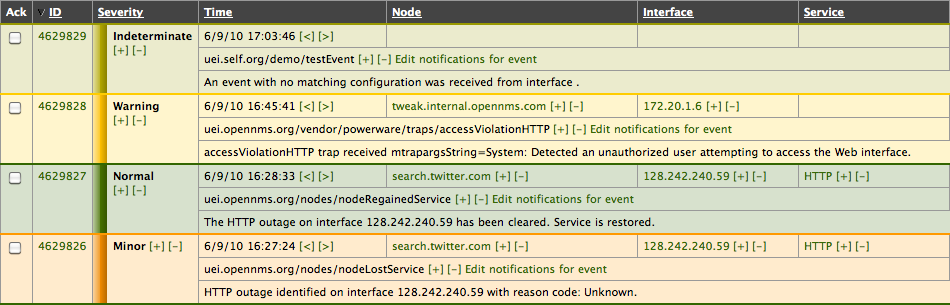 Ack ID Severity Time Node Interface Service
4629829 Indeterminate 6/9/10 17:03:46 [<] [>]
[+] [−]
uei.self.org/demo/testEvent [+] [−] Edit notifications for event
An event with no matching configuration was received from interface .
4629828 Warning 6/9/10 16:45:41 [<] [>] tweak.internal.opennms.com [+] [−] 172.20.1.6 [+] [−]
[+] [−]
uei.opennms.org/vendor/powerware/traps/accessViolationHTTP [+] [−] Edit notifications for event
accessViolationHTTP trap received mtrapargsString=System: Detected an unauthorized user attempting to access the Web interface.
4629827 Normal 6/9/10 16:28:33 [<] [>] search.twitter.com [+] [−] 128.242.240.59 [+] [−] HTTP [+] [−]
[+] [−]
uei.opennms.org/nodes/nodeRegainedService [+] [−] Edit notifications for event
The HTTP outage on interface 128.242.240.59 has been cleared. Service is restored.
4629826 Minor [+] [−] 6/9/10 16:27:24 [<] [>] search.twitter.com [+] [−] 128.242.240.59 [+] [−] HTTP [+] [−]
uei.opennms.org/nodes/nodeLostService [+] [−] Edit notifications for event
HTTP outage identified on interface 128.242.240.59 with reason code: Unknown.